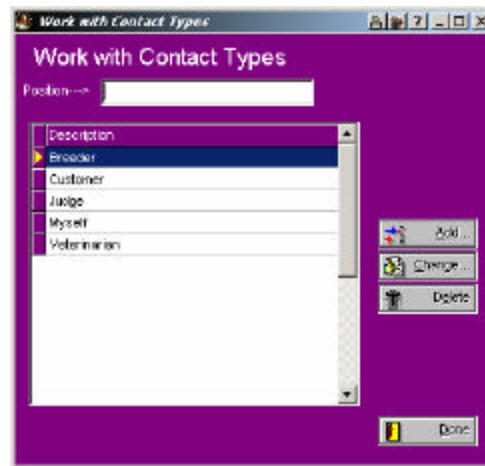 Work with Contact Types
?
Work with Contact Types
Position--->
Description
Breeder
Customer
Judge
Myself
Veterinarian
Add...
Change...
Delete
Done